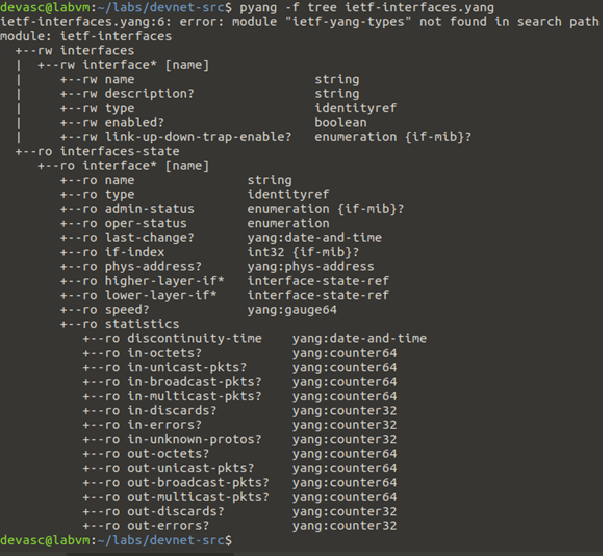 devasc@labvm:~/labs/devnet-src$ pyang -f tree ietf-interfaces.yang
ietf-interfaces.yang:6: error: module "ietf-yang-types" not found in search path
module: ietf-interfaces
  +--rw interfaces
  |  +--rw interface* [name]
  |     +--rw name                        string
  |     +--rw description?                string
  |     +--rw type                        identityref
  |     +--rw enabled?                    boolean
  |     +--rw link-up-down-trap-enable?   enumeration {if-mib}?
  +--ro interfaces-state
     +--ro interface* [name]
        +--ro name               string
        +--ro type               identityref
        +--ro admin-status       enumeration {if-mib}?
        +--ro oper-status        enumeration
        +--ro last-change?       yang:date-and-time
        +--ro if-index           int32 {if-mib}?
        +--ro phys-address?      yang:phys-address
        +--ro higher-layer-if*   interface-state-ref
        +--ro lower-layer-if*    interface-state-ref
        +--ro speed?             yang:gauge64
        +--ro statistics
           +--ro discontinuity-time    yang:date-and-time
           +--ro in-octets?            yang:counter64
           +--ro in-unicast-pkts?      yang:counter64
           +--ro in-broadcast-pkts?    yang:counter64
           +--ro in-multicast-pkts?    yang:counter64
           +--ro in-discards?          yang:counter32
           +--ro in-errors?            yang:counter32
           +--ro in-unknown-protos?    yang:counter32
           +--ro out-octets?           yang:counter64
           +--ro out-unicast-pkts?     yang:counter64
           +--ro out-broadcast-pkts?   yang:counter64
           +--ro out-multicast-pkts?   yang:counter64
           +--ro out-discards?         yang:counter32
           +--ro out-errors?           yang:counter32
devasc@labvm:~/labs/devnet-src$